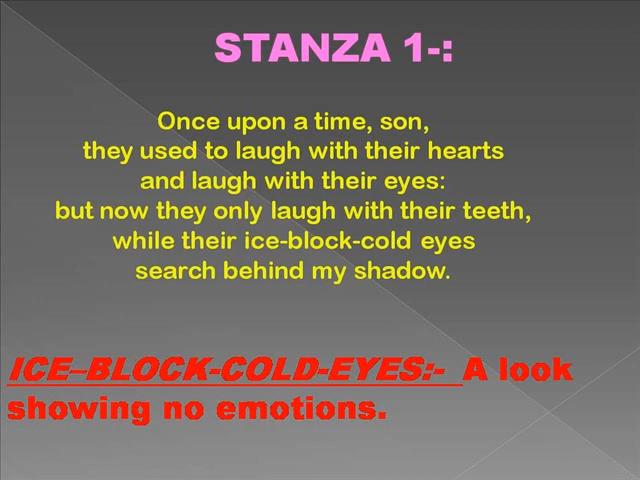 STANZA 1-:
Once upon a time, son,
they used to laugh with their hearts
and laugh with their eyes:
but now they only laugh with their teeth,
while their ice-block-cold eyes
search behind my shadow.
ICE–BLOCK-COLD-EYES:- A look
showing no emotions.